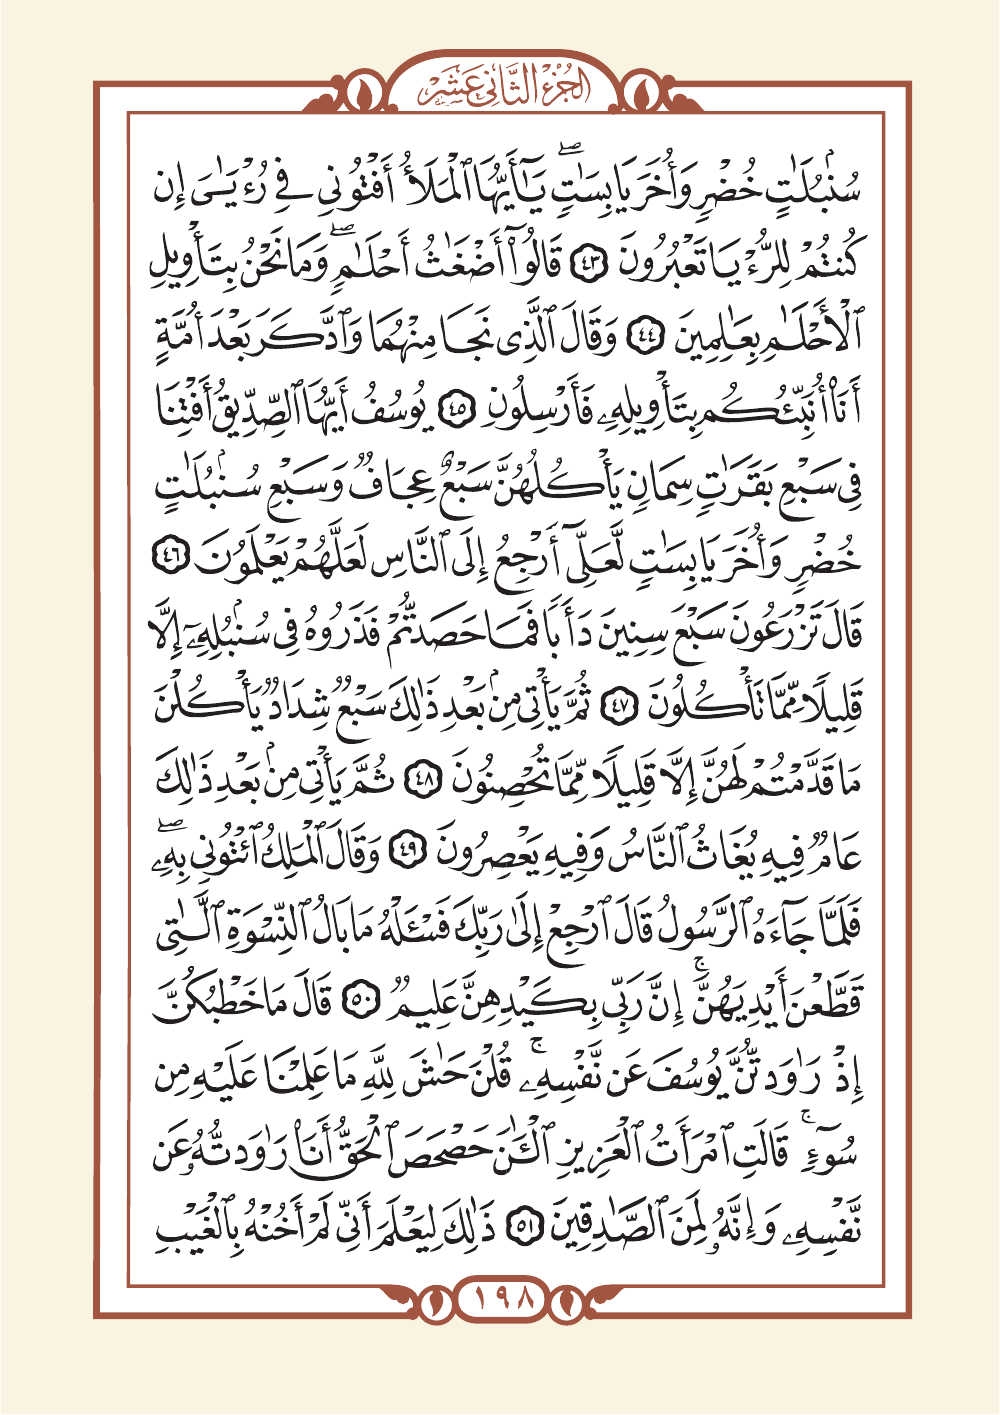 الجزء الثاني عشر
سُنۢبُلَٰتٍ خُضْرٍ وَأُخَرَ يَابِسَٰتٍۖ يَٰٓأَيُّهَا ٱلْمَلَأُ أَفْتُونِي فِي رُءْيَٰيَ إِن
كُنتُمْ لِلرُّءْيَا تَعْبُرُونَ ۝٤٣ قَالُوٓا۟ أَضْغَٰثُ أَحْلَٰمٍۖ وَمَا نَحْنُ بِتَأْوِيلِ
ٱلْأَحْلَٰمِ بِعَٰلِمِينَ ۝٤٤ وَقَالَ ٱلَّذِي نَجَا مِنْهُمَا وَٱدَّكَرَ بَعْدَ أُمَّةٍ
أَنَا۠ أُنَبِّئُكُم بِتَأْوِيلِهِۦ فَأَرْسِلُونِ ۝٤٥ يُوسُفُ أَيُّهَا ٱلصِّدِّيقُ أَفْتِنَا
فِي سَبْعِ بَقَرَٰتٍ سِمَانٍ يَأْكُلُهُنَّ سَبْعٌ عِجَافٌ وَسَبْعِ سُنۢبُلَٰتٍ
خُضْرٍ وَأُخَرَ يَابِسَٰتٍ لَّعَلِّيٓ أَرْجِعُ إِلَى ٱلنَّاسِ لَعَلَّهُمْ يَعْلَمُونَ ۝٤٦
قَالَ تَزْرَعُونَ سَبْعَ سِنِينَ دَأَبًا فَمَا حَصَدتُّمْ فَذَرُوهُ فِي سُنۢبُلِهِۦٓ إِلَّا
قَلِيلًا مِّمَّا تَأْكُلُونَ ۝٤٧ ثُمَّ يَأْتِي مِنۢ بَعْدِ ذَٰلِكَ سَبْعٌ شِدَادٌ يَأْكُلْنَ
مَا قَدَّمْتُمْ لَهُنَّ إِلَّا قَلِيلًا مِّمَّا تُحْصِنُونَ ۝٤٨ ثُمَّ يَأْتِي مِنۢ بَعْدِ ذَٰلِكَ
عَامٌ فِيهِ يُغَاثُ ٱلنَّاسُ وَفِيهِ يَعْصِرُونَ ۝٤٩ وَقَالَ ٱلْمَلِكُ ٱئْتُونِي بِهِۦۖ
فَلَمَّا جَآءَهُ ٱلرَّسُولُ قَالَ ٱرْجِعْ إِلَىٰ رَبِّكَ فَسْـَٔلْهُ مَا بَالُ ٱلنِّسْوَةِ ٱلَّٰتِي
قَطَّعْنَ أَيْدِيَهُنَّۚ إِنَّ رَبِّي بِكَيْدِهِنَّ عَلِيمٌ ۝٥٠ قَالَ مَا خَطْبُكُنَّ
إِذْ رَٰوَدتُّنَّ يُوسُفَ عَن نَّفْسِهِۦۚ قُلْنَ حَٰشَ لِلَّهِ مَا عَلِمْنَا عَلَيْهِ مِن
سُوٓءٍۚ قَالَتِ ٱمْرَأَتُ ٱلْعَزِيزِ ٱلْـَٰٔنَ حَصْحَصَ ٱلْحَقُّ أَنَا۠ رَٰوَدتُّهُۥ عَن
نَّفْسِهِۦ وَإِنَّهُۥ لَمِنَ ٱلصَّٰدِقِينَ ۝٥١ ذَٰلِكَ لِيَعْلَمَ أَنِّي لَمْ أَخُنْهُ بِٱلْغَيْبِ
١٩٨